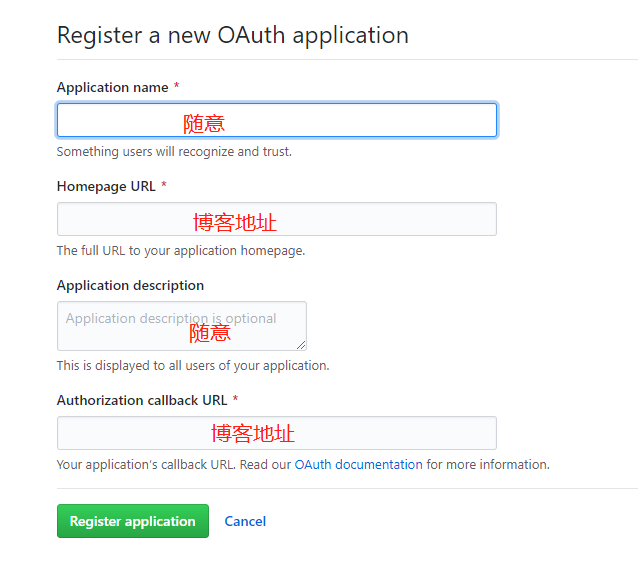 Register a new OAuth application
Application name *
随意
Something users will recognize and trust.
Homepage URL *
博客地址
The full URL to your application homepage.
Application description
Application description is optional
随意
This is displayed to all users of your application.
Authorization callback URL *
博客地址
Your application's callback URL. Read our OAuth documentation for more information.
Register application Cancel